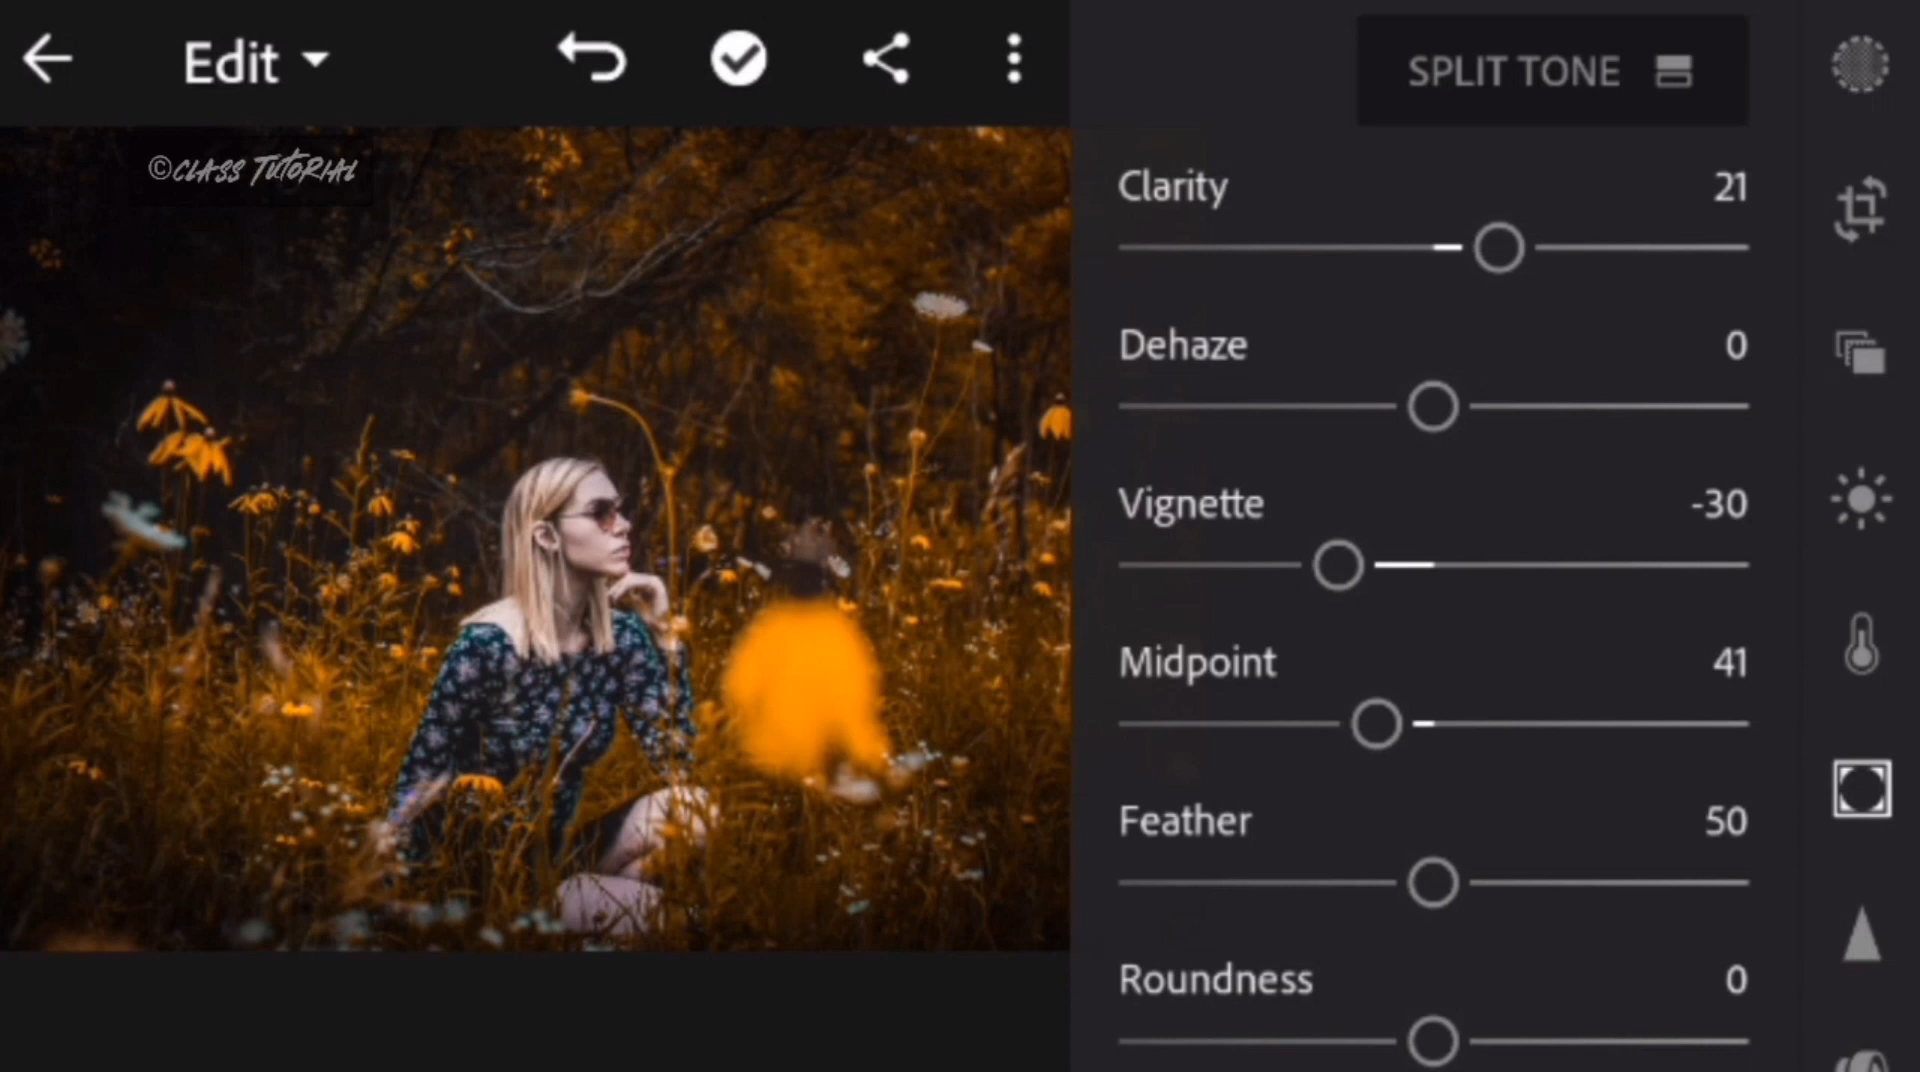 Edit
SPLIT TONE
©CLASS TUTORIAL
Clarity 21
Dehaze 0
Vignette -30
Midpoint 41
Feather 50
Roundness 0